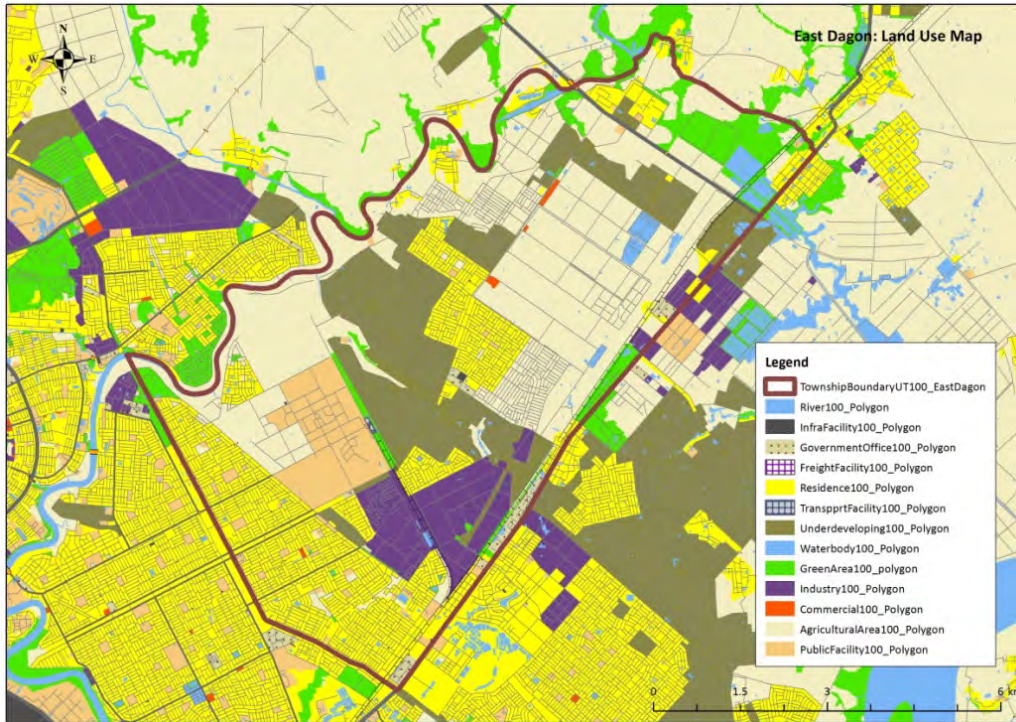 East Dagon: Land Use Map
N
W E
S
Legend
TownshipBoundaryUT100_EastDagon
River100_Polygon
InfraFacility100_Polygon
GovernmentOffice100_Polygon
FreightFacility100_Polygon
Residence100_Polygon
TransprtFacility100_Polygon
Underdeveloping100_Polygon
Waterbody100_Polygon
GreenArea100_polygon
Industry100_Polygon
Commercial100_Polygon
AgriculturalArea100_Polygon
PublicFacility100_Polygon
0 1.5 3 6 km